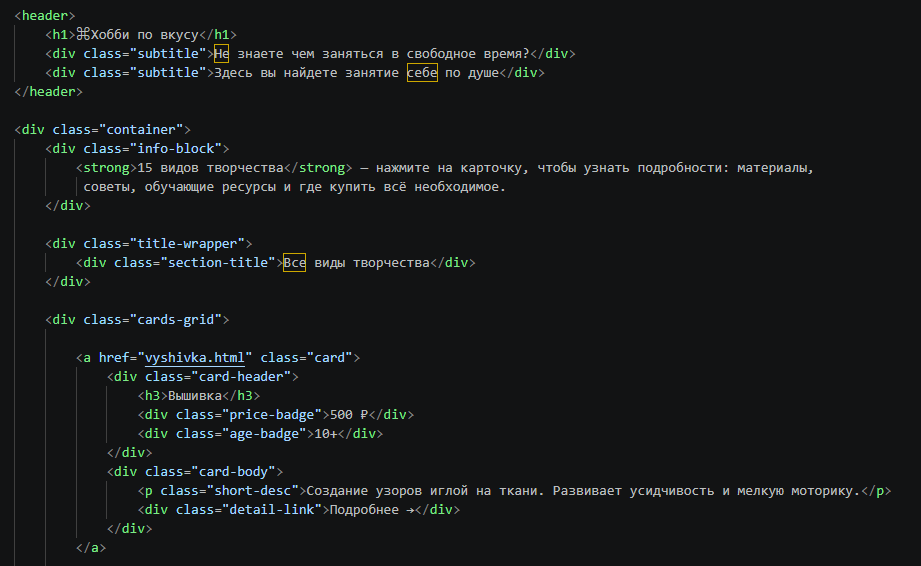 <header>
<h1>⌘Хобби по вкусу</h1>
<div class="subtitle">Не знаете чем заняться в свободное время?</div>
<div class="subtitle">Здесь вы найдете занятие себе по душе</div>
</header>
<div class="container">
<div class="info-block">
<strong>15 видов творчества</strong> — нажмите на карточку, чтобы узнать подробности: материалы,
советы, обучающие ресурсы и где купить всё необходимое.
</div>
<div class="title-wrapper">
<div class="section-title">Все виды творчества</div>
</div>
<div class="cards-grid">
<a href="vyshivka.html" class="card">
<div class="card-header">
<h3>Вышивка</h3>
<div class="price-badge">500 ₽</div>
<div class="age-badge">10+</div>
</div>
<div class="card-body">
<p class="short-desc">Создание узоров иглой на ткани. Развивает усидчивость и мелкую моторику.</p>
<div class="detail-link">Подробнее →</div>
</div>
</a>